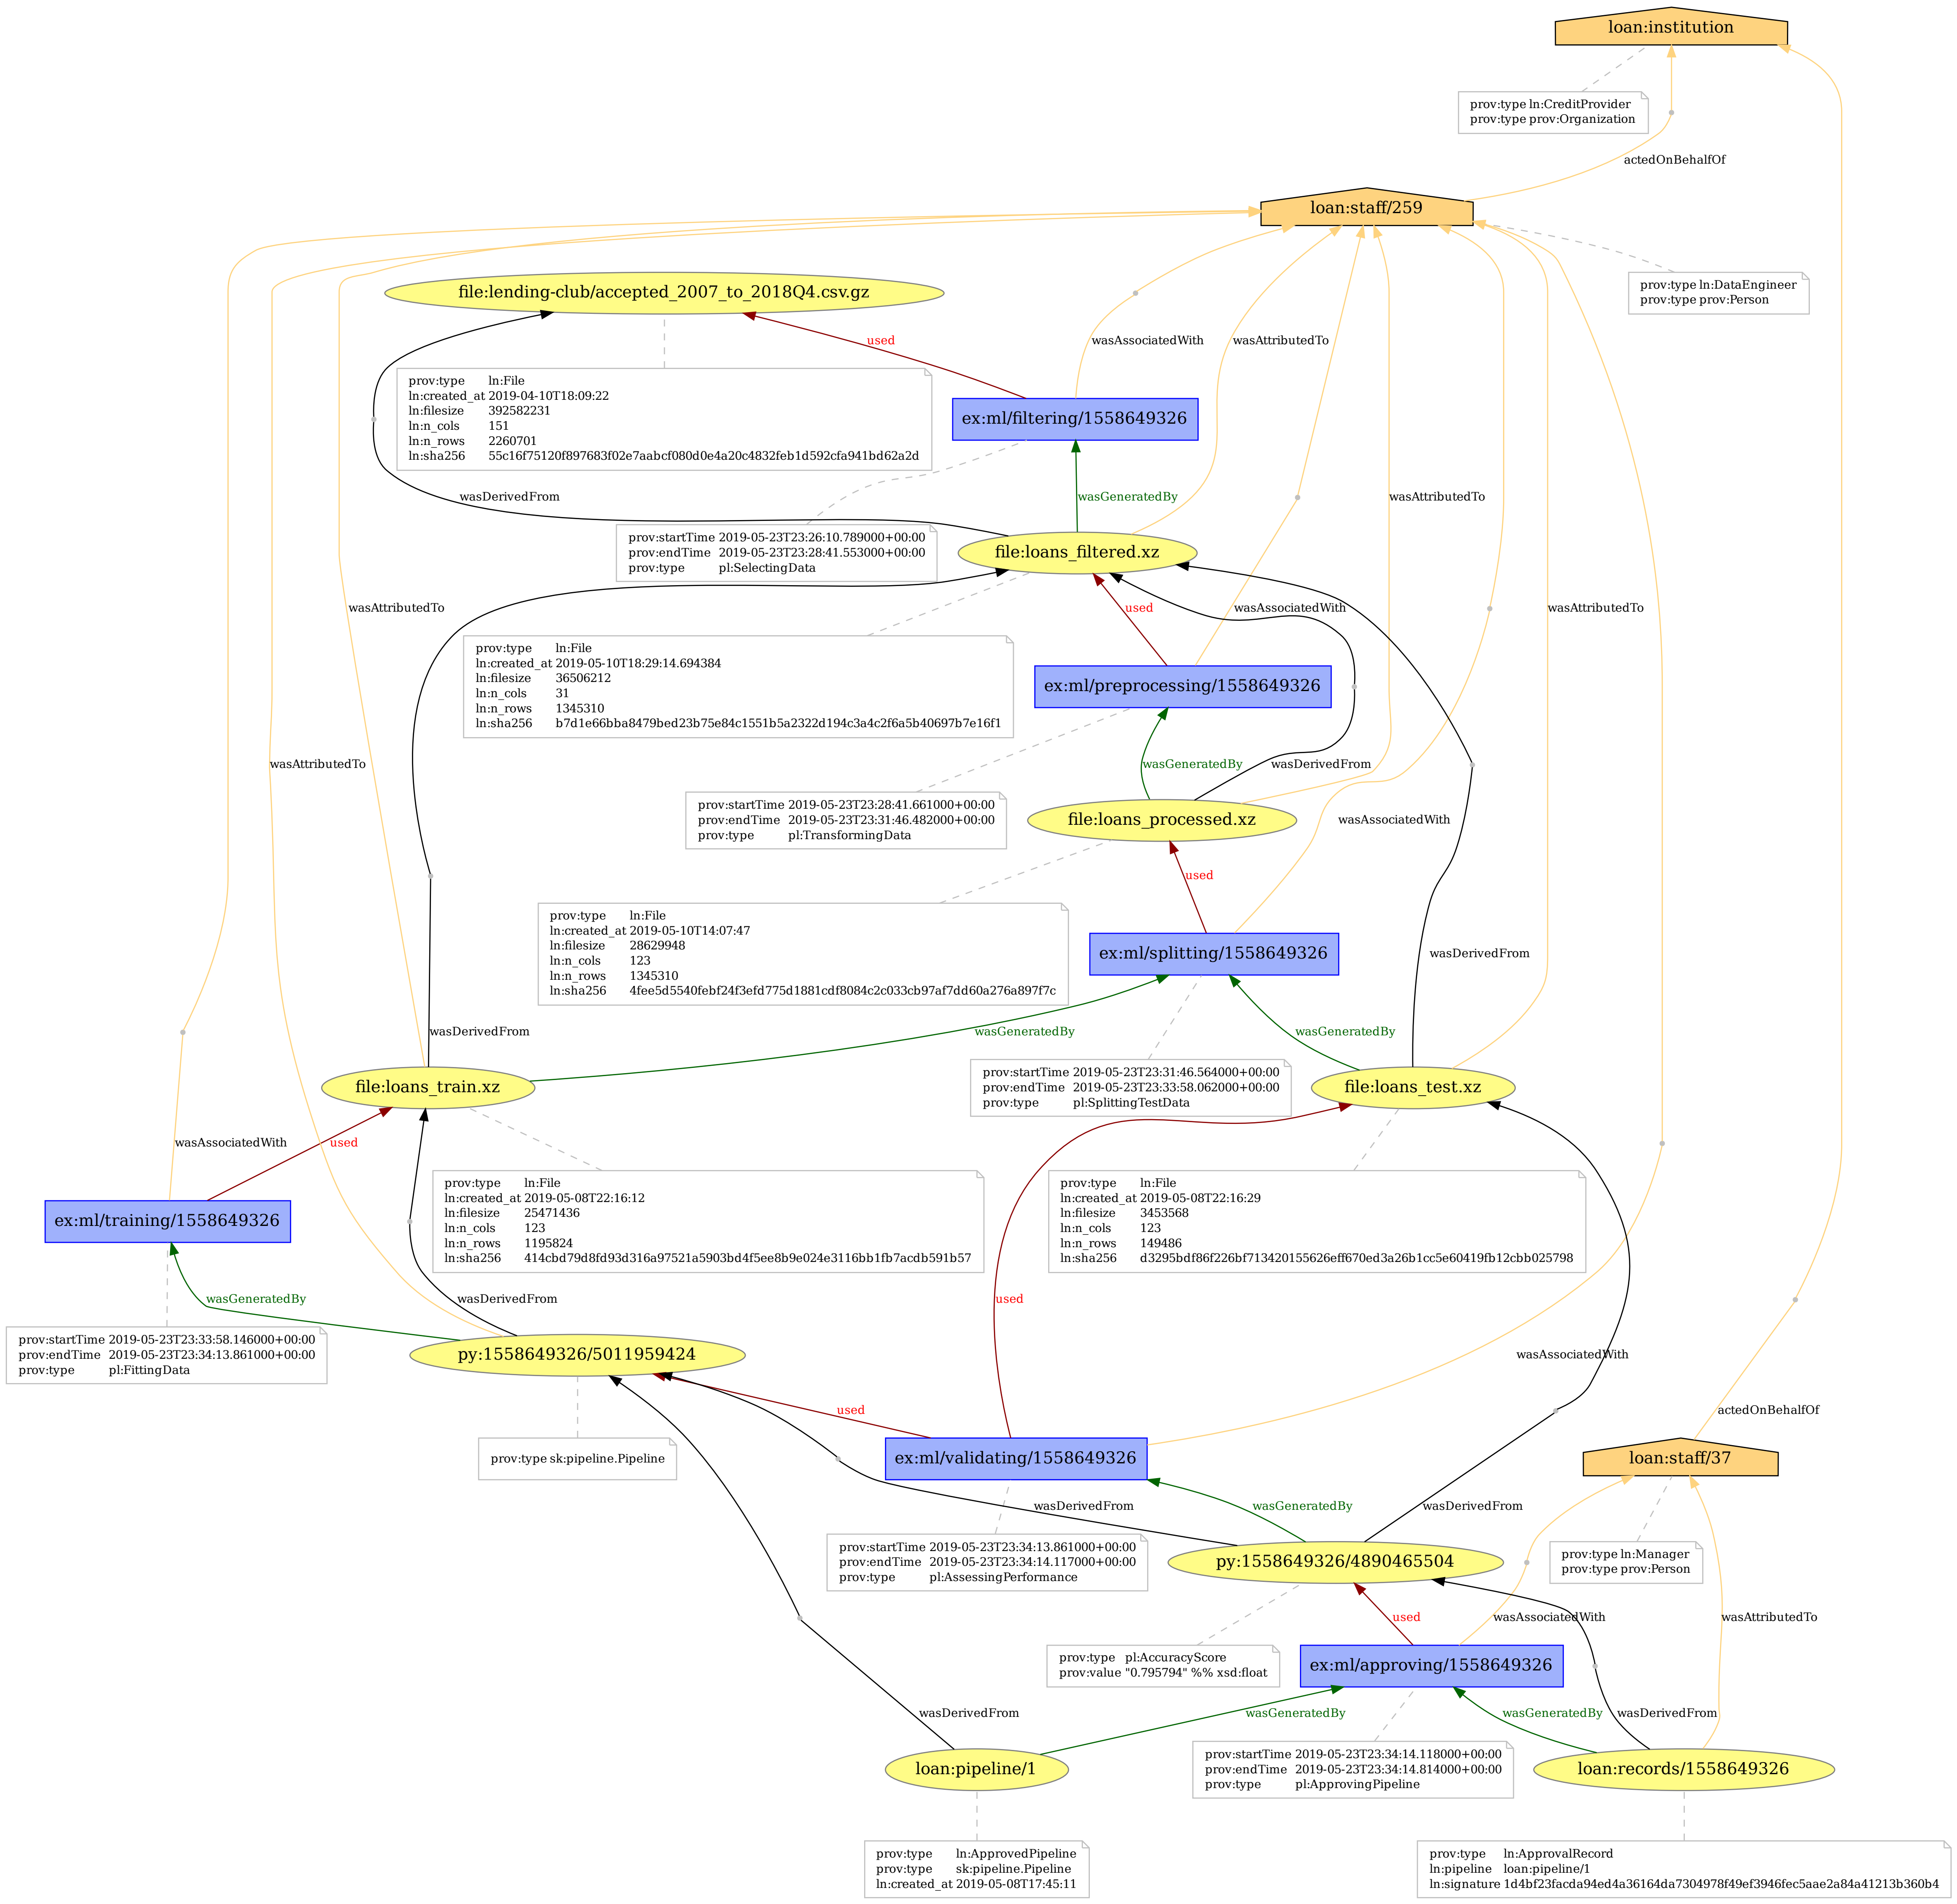 loan:institution
prov:type ln:CreditProvider
prov:type prov:Organization
actedOnBehalfOf
loan:staff/259
prov:type ln:DataEngineer
prov:type prov:Person
file:lending-club/accepted_2007_to_2018Q4.csv.gz
used
wasAssociatedWith
wasAttributedTo
prov:type ln:File
ln:created_at 2019-04-10T18:09:22
ln:filesize 392582231
ln:n_cols 151
ln:n_rows 2260701
ln:sha256 55c16f75120f897683f02e7aabcf080d0e4a20c4832feb1d592cfa941bd62a2d
ex:ml/filtering/1558649326
wasDerivedFrom
wasGeneratedBy
wasAttributedTo
prov:startTime 2019-05-23T23:26:10.789000+00:00
prov:endTime 2019-05-23T23:28:41.553000+00:00
prov:type pl:SelectingData
file:loans_filtered.xz
wasAttributedTo
used
wasAssociatedWith
wasAttributedTo
prov:type ln:File
ln:created_at 2019-05-10T18:29:14.694384
ln:filesize 36506212
ln:n_cols 31
ln:n_rows 1345310
ln:sha256 b7d1e66bba8479bed23b75e84c1551b5a2322d194c3a4c2f6a5b40697b7e16f1
ex:ml/preprocessing/1558649326
wasAttributedTo
wasGeneratedBy
wasDerivedFrom
prov:startTime 2019-05-23T23:28:41.661000+00:00
prov:endTime 2019-05-23T23:31:46.482000+00:00
prov:type pl:TransformingData
file:loans_processed.xz
wasAssociatedWith
used
prov:type ln:File
ln:created_at 2019-05-10T14:07:47
ln:filesize 28629948
ln:n_cols 123
ln:n_rows 1345310
ln:sha256 4fee5d5540febf24f3efd775d1881cdf8084c2c033cb97af7dd60a276a897f7c
ex:ml/splitting/1558649326
wasDerivedFrom
wasDerivedFrom
wasGeneratedBy
wasGeneratedBy
prov:startTime 2019-05-23T23:31:46.564000+00:00
prov:endTime 2019-05-23T23:33:58.062000+00:00
prov:type pl:SplittingTestData
file:loans_train.xz
file:loans_test.xz
wasAssociatedWith
used
prov:type ln:File
ln:created_at 2019-05-08T22:16:12
ln:filesize 25471436
ln:n_cols 123
ln:n_rows 1195824
ln:sha256 414cbd79d8fd93d316a97521a5903bd4f5ee8b9e024e3116bb1fb7acdb591b57
prov:type ln:File
ln:created_at 2019-05-08T22:16:29
ln:filesize 3453568
ln:n_cols 123
ln:n_rows 149486
ln:sha256 d3295bdf86f226bf713420155626eff670ed3a26b1cc5e60419fb12cbb025798
ex:ml/training/1558649326
wasGeneratedBy
wasDerivedFrom
used
prov:startTime 2019-05-23T23:33:58.146000+00:00
prov:endTime 2019-05-23T23:34:13.861000+00:00
prov:type pl:FittingData
py:1558649326/5011959424
wasAssociatedWith
used
actedOnBehalfOf
prov:type sk:pipeline.Pipeline
ex:ml/validating/1558649326
loan:staff/37
wasDerivedFrom
wasGeneratedBy
wasDerivedFrom
prov:startTime 2019-05-23T23:34:13.861000+00:00
prov:endTime 2019-05-23T23:34:14.117000+00:00
prov:type pl:AssessingPerformance
py:1558649326/4890465504
prov:type ln:Manager
prov:type prov:Person
used
wasAssociatedWith
wasAttributedTo
prov:type pl:AccuracyScore
prov:value "0.795794" %% xsd:float
ex:ml/approving/1558649326
wasDerivedFrom
wasGeneratedBy
wasGeneratedBy
wasDerivedFrom
prov:startTime 2019-05-23T23:34:14.118000+00:00
prov:endTime 2019-05-23T23:34:14.814000+00:00
prov:type pl:ApprovingPipeline
loan:pipeline/1
loan:records/1558649326
prov:type ln:ApprovedPipeline
prov:type sk:pipeline.Pipeline
ln:created_at 2019-05-08T17:45:11
prov:type ln:ApprovalRecord
ln:pipeline loan:pipeline/1
ln:signature 1d4bf23facda94ed4a36164da7304978f49ef3946fec5aae2a84a41213b360b4